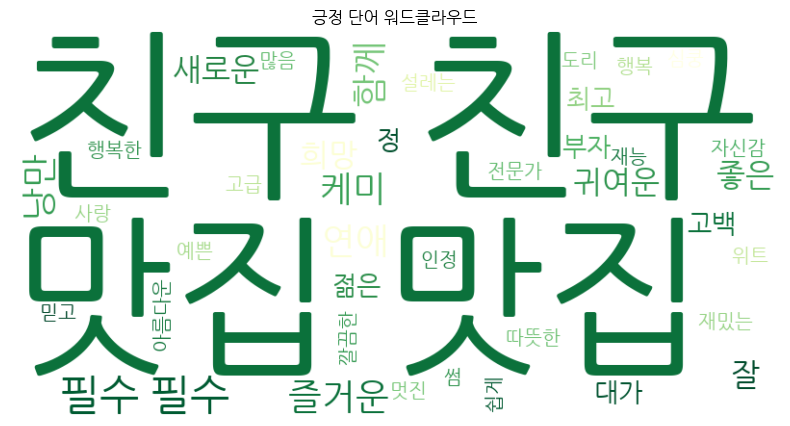 긍정 단어 워드클라우드
친구 친구
새로운
많음
함께
설레는
도리
행복
최고
정
행복한
희망
부자
재능
자신감
전문가
고급
케미
귀여운
좋은
낭만
사랑
맛집 맛집
예쁜
연애
인정
고백
위트
젊은
믿고
아름다운
깔끔한
따뜻한
재밌는
필수 필수
즐거운
멋진
썸
쉽게
대가
잘